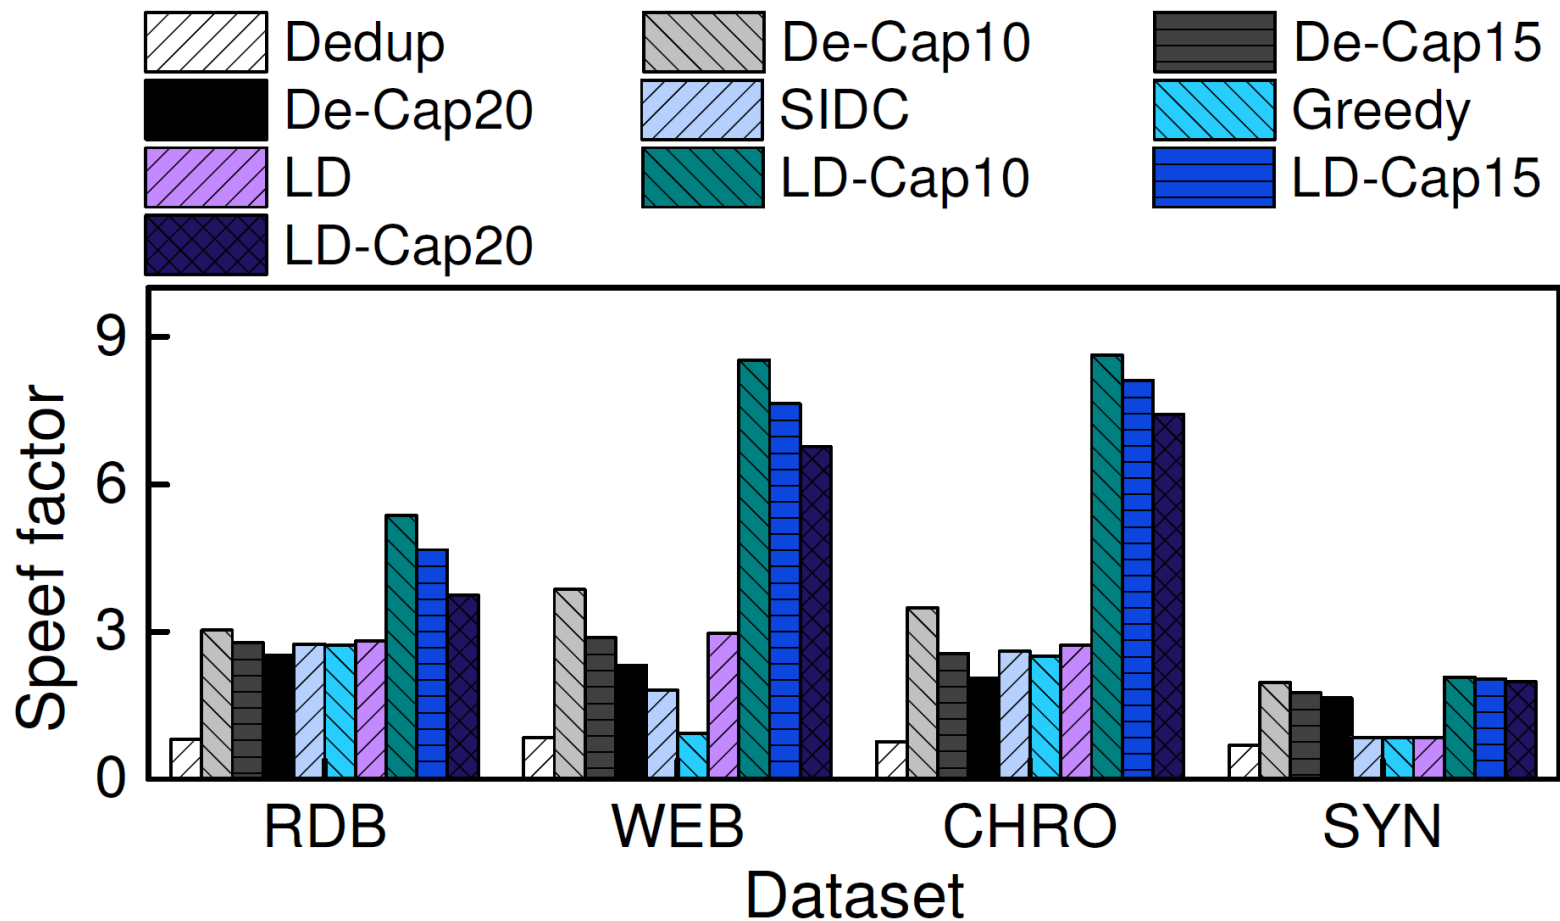 Dedup De-Cap10 De-Cap15
De-Cap20 SIDC Greedy
LD LD-Cap10 LD-Cap15
LD-Cap20
9
6
3
0
Speef factor
RDB WEB CHRO SYN
Dataset